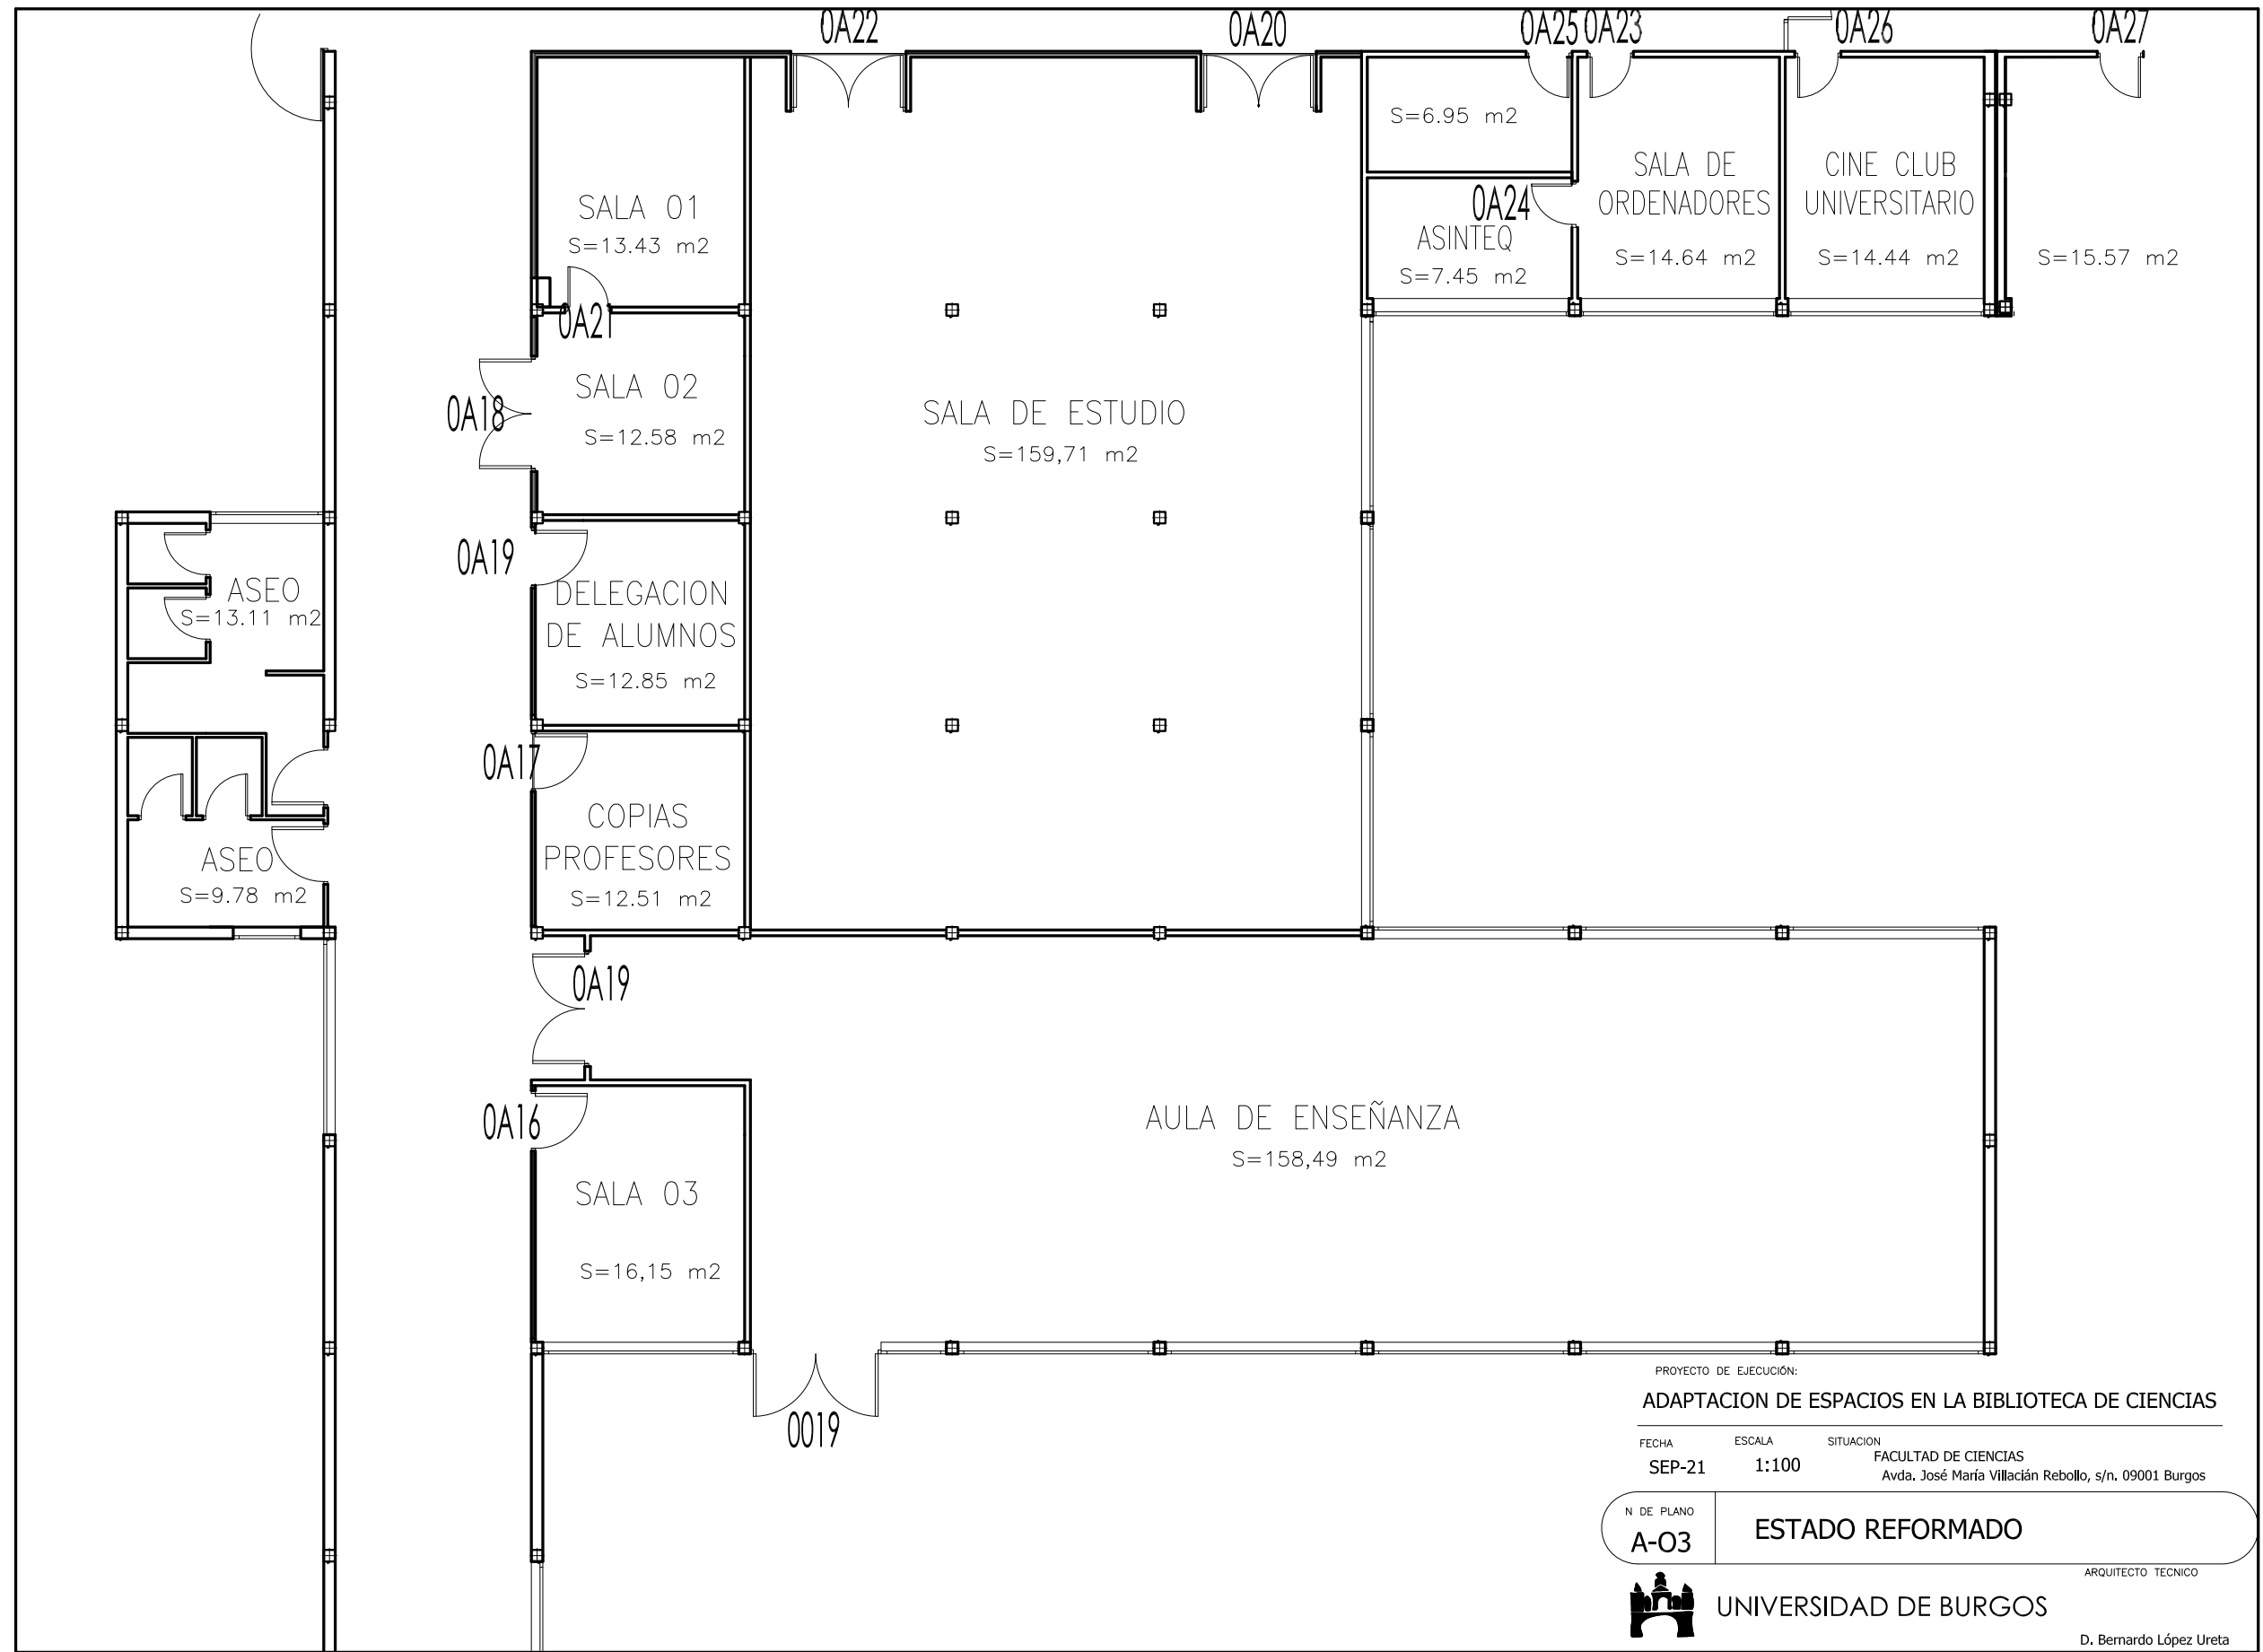 0A22
0A20
0A25
0A23
0A26
0A27
S=6.95 m2
SALA DE
ORDENADORES
S=14.64 m2
CINE CLUB
UNIVERSITARIO
S=14.44 m2
S=15.57 m2
0A24
ASINTEQ
S=7.45 m2
SALA 01
S=13.43 m2
0A21
SALA 02
S=12.58 m2
0A18
SALA DE ESTUDIO
S=159,71 m2
0A19
DELEGACION
DE ALUMNOS
S=12.85 m2
ASEO
S=13.11 m2
0A17
COPIAS
PROFESORES
S=12.51 m2
ASEO
S=9.78 m2
0A19
0A16
AULA DE ENSEÑANZA
S=158,49 m2
SALA 03
S=16,15 m2
0019
PROYECTO DE EJECUCIÓN:
ADAPTACION DE ESPACIOS EN LA BIBLIOTECA DE CIENCIAS
FECHA
SEP-21
ESCALA
1:100
SITUACION
FACULTAD DE CIENCIAS
Avda. José María Villacián Rebollo, s/n. 09001 Burgos
N DE PLANO
A-O3
ESTADO REFORMADO
ARQUITECTO TECNICO
UNIVERSIDAD DE BURGOS
D. Bernardo López Ureta